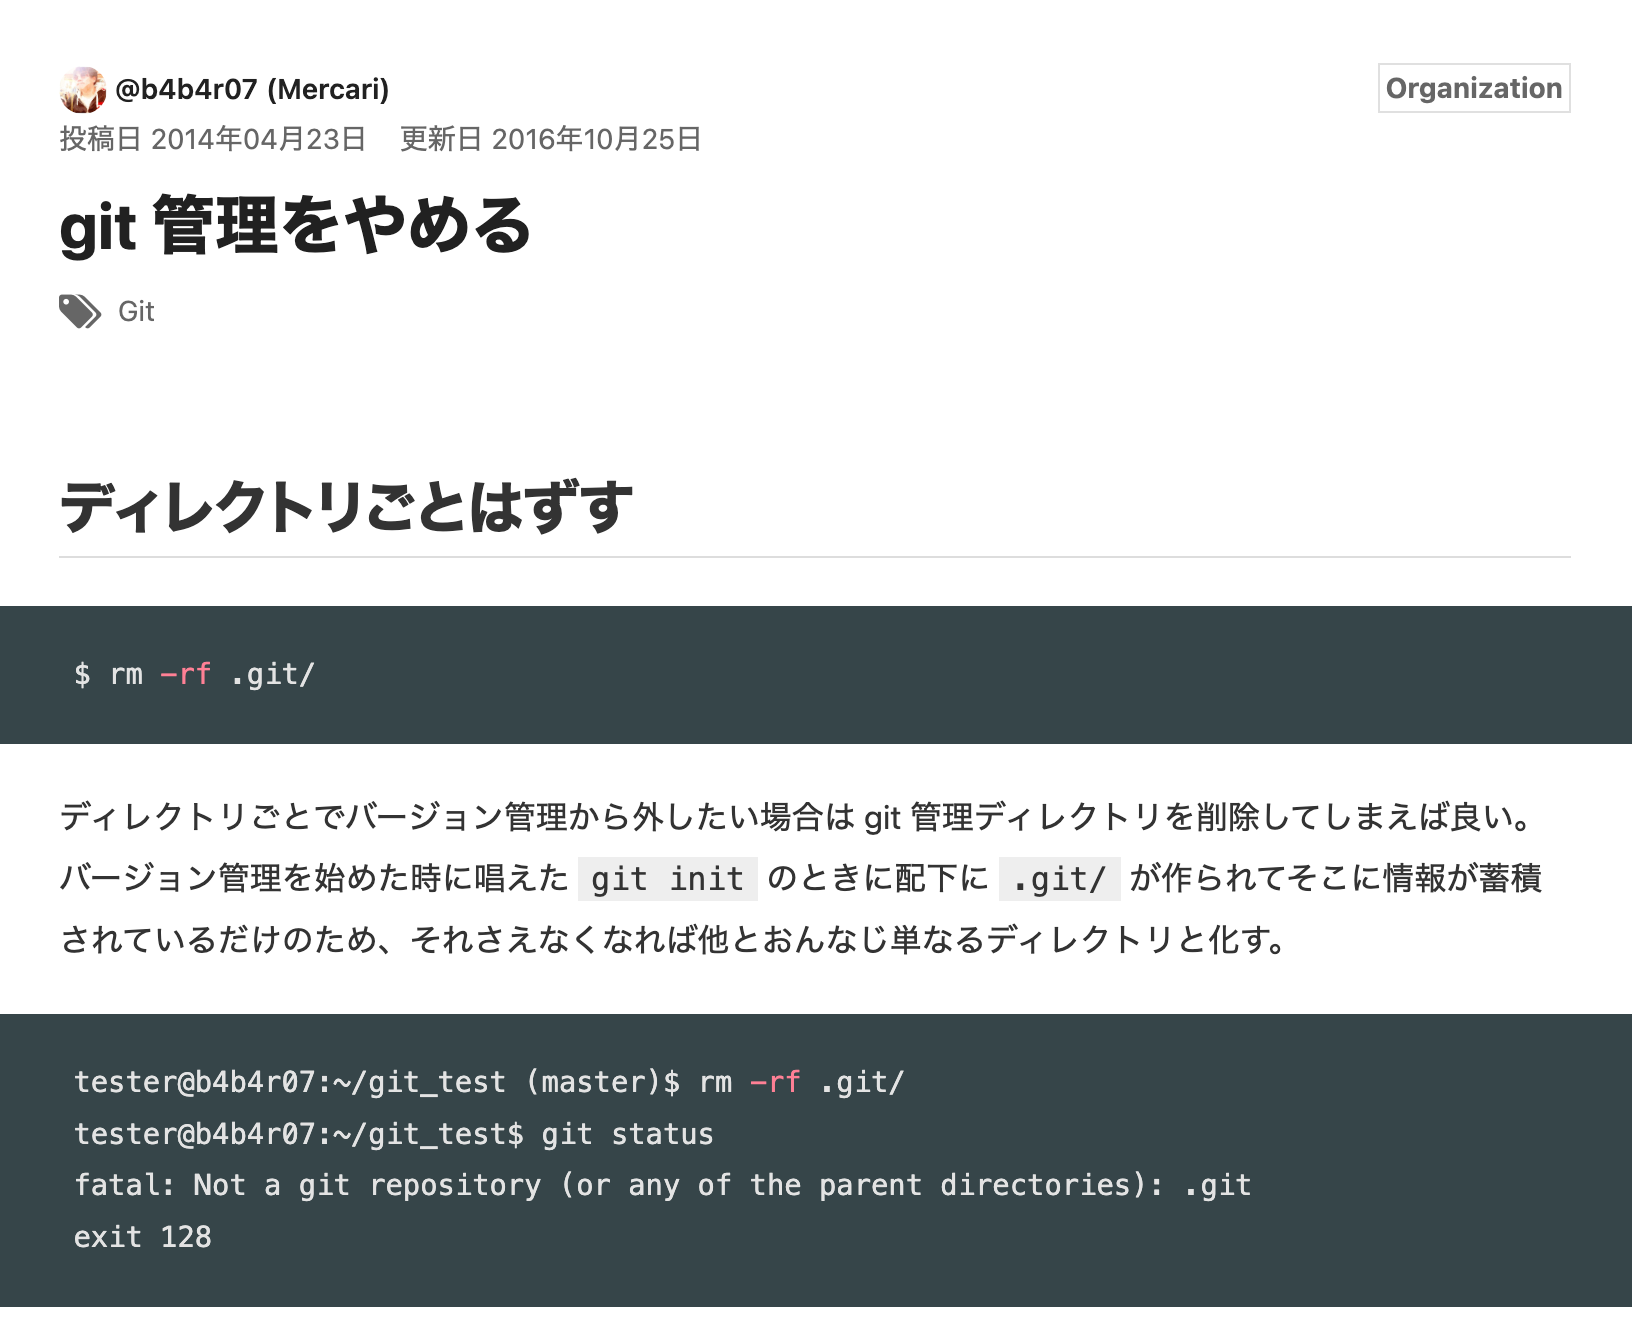 @b4b4r07 (Mercari)
Organization
投稿日 2014年04月23日 更新日 2016年10月25日
git 管理をやめる
Git
ディレクトリごとはずす
$ rm -rf .git/
ディレクトリごとでバージョン管理から外したい場合は git 管理ディレクトリを削除してしまえば良い。
バージョン管理を始めた時に唱えた git init のときに配下に .git/ が作られてそこに情報が蓄積
されているだけのため、それさえなくなれば他とおんなじ単なるディレクトリと化す。
tester@b4b4r07:~/git_test (master)$ rm -rf .git/
tester@b4b4r07:~/git_test$ git status
fatal: Not a git repository (or any of the parent directories): .git
exit 128